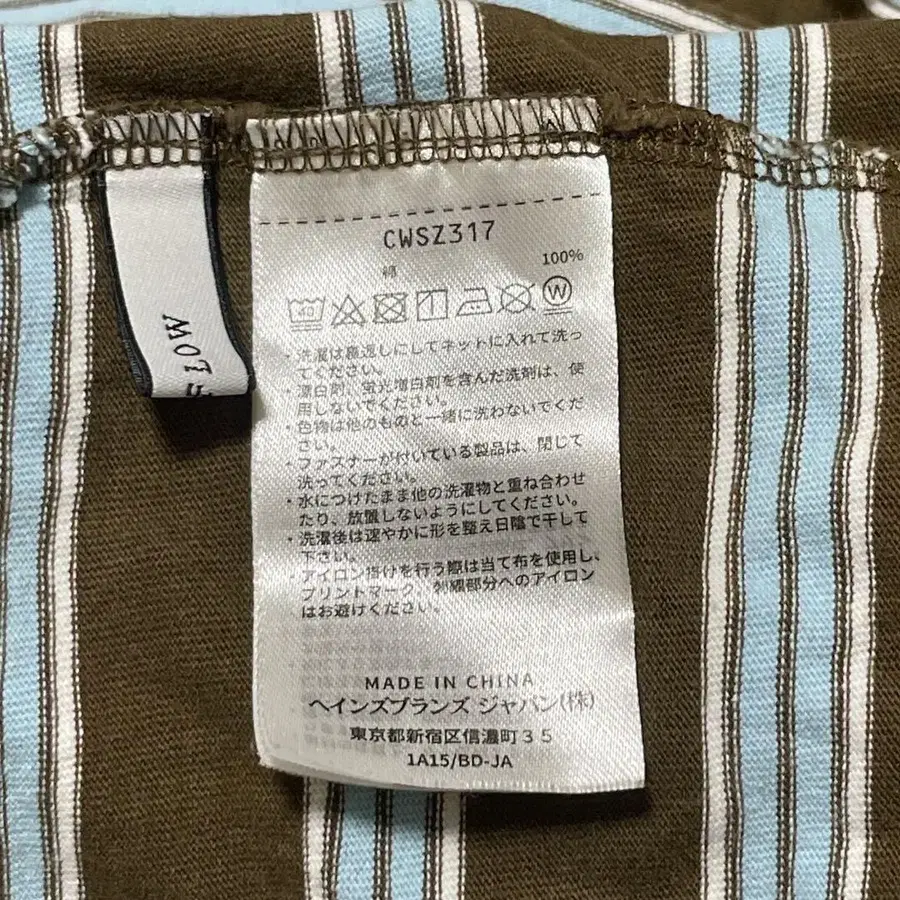 CWSZ317
綿 100%
40
W
・洗濯は裏返しにしてネットに入れて洗っ
てください。
・漂白剤、蛍光増白剤を含んだ洗剤は、使
用しないでください。
・色物は他のものと一緒に洗わないでくだ
さい。
・ファスナーが付いている製品は、閉じて
洗ってください。
・水につけたまま他の洗濯物と重ね合わせ
たり、放置しないようにしてください。
・洗濯後は速やかに形を整え日陰で干して
下さい。
・アイロン掛けを行う際は当て布を使用し、
プリントマーク、刺繍部分へのアイロン
はお避けください。
MADE IN CHINA
ヘインズブランズ ジャパン(株)
東京都新宿区信濃町35
1A15/BD-JA
LOW